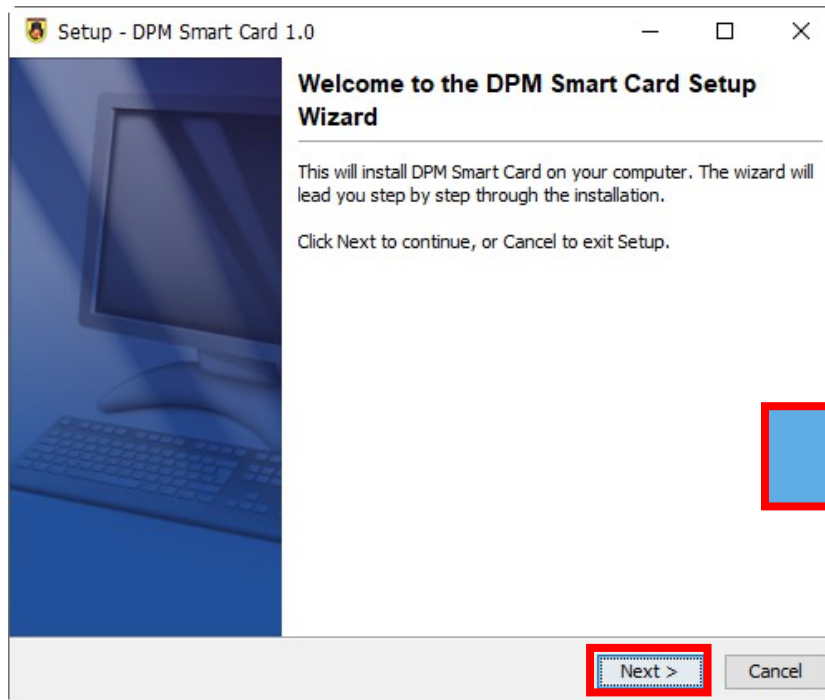 Setup - DPM Smart Card 1.0
Welcome to the DPM Smart Card Setup
Wizard
This will install DPM Smart Card on your computer. The wizard will
lead you step by step through the installation.
Click Next to continue, or Cancel to exit Setup.
Next >
Cancel